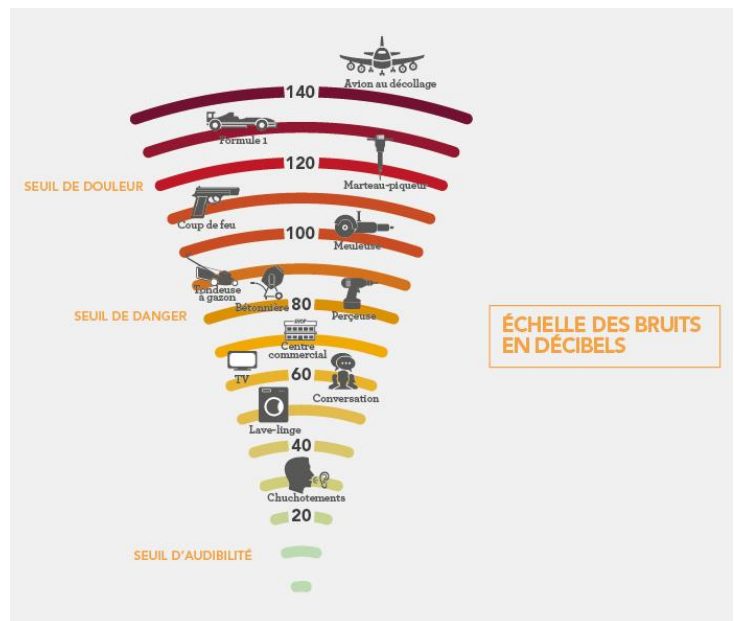 Avion au décollage
140
Formule 1
120
Marteau-piqueur
SEUIL DE DOULEUR
Coup de feu
100
Meuleuse
Tondeuse
à gazon
Bétonnière
80
Perçeuse
SEUIL DE DANGER
ÉCHELLE DES BRUITS
EN DÉCIBELS
SHOP
Centre
commercial
TV
60
Conversation
Lave-linge
40
Chuchotements
20
SEUIL D'AUDIBILITÉ